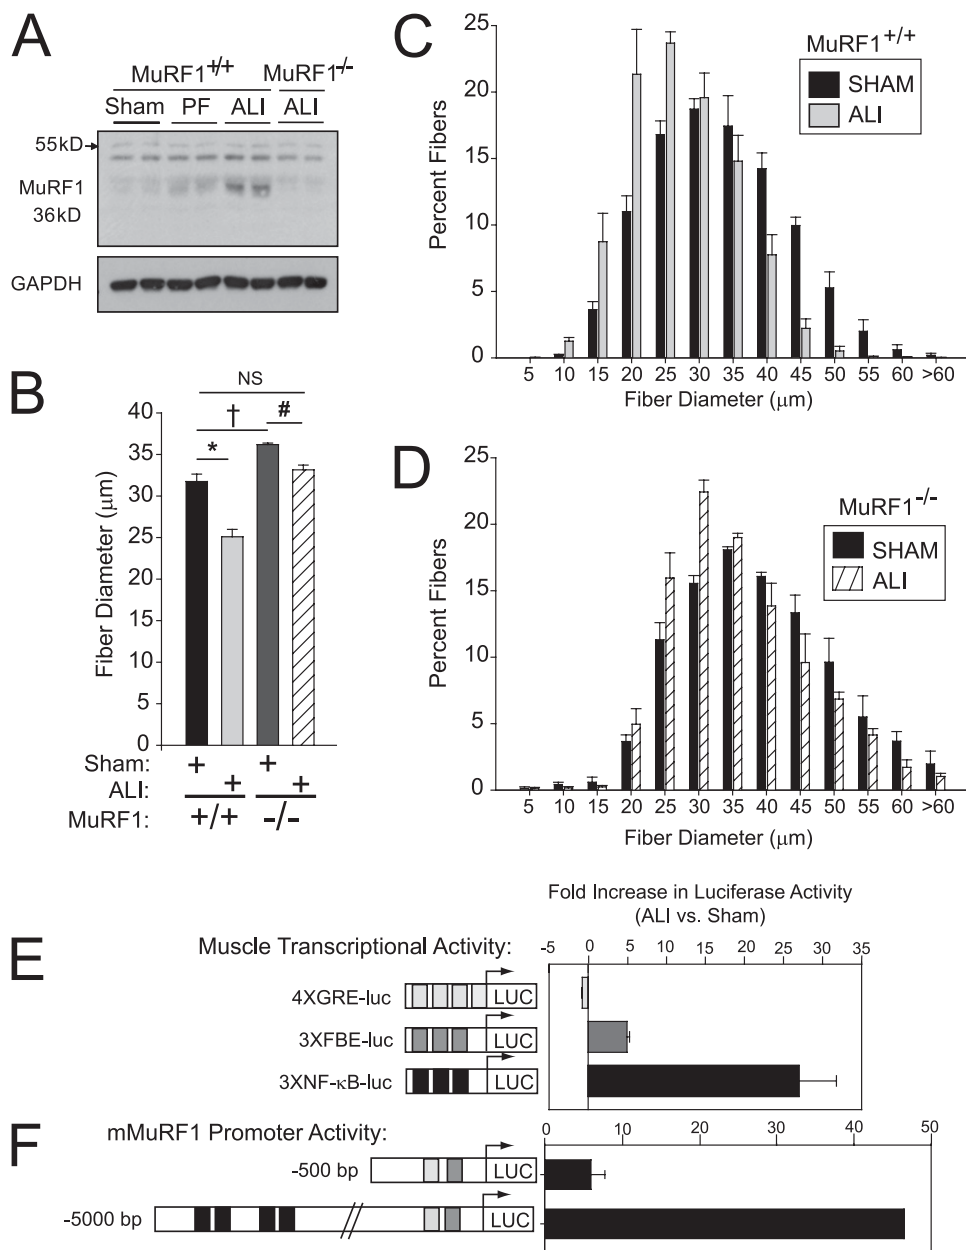 A
MuRF1+/+ MuRF1-/-
Sham PF ALI ALI
55kD
MuRF1
36kD
GAPDH
B
NS
†
#
*
Fiber Diameter (μm)
40
35
30
25
20
15
10
5
0
Sham: + +
ALI: + +
MuRF1: +/+ -/-
C
MuRF1+/+
SHAM
ALI
Percent Fibers
25
20
15
10
5
0
5 10 15 20 25 30 35 40 45 50 55 60 >60
Fiber Diameter (μm)
D
MuRF1-/-
SHAM
ALI
Percent Fibers
25
20
15
10
5
0
5 10 15 20 25 30 35 40 45 50 55 60 >60
Fiber Diameter (μm)
E
Fold Increase in Luciferase Activity
(ALI vs. Sham)
Muscle Transcriptional Activity:
-5 0 5 10 15 20 25 30 35
4XGRE-luc LUC
3XFBE-luc LUC
3XNF-κB-luc LUC
F
mMuRF1 Promoter Activity:
0 10 20 30 40 50
-500 bp LUC
-5000 bp // LUC